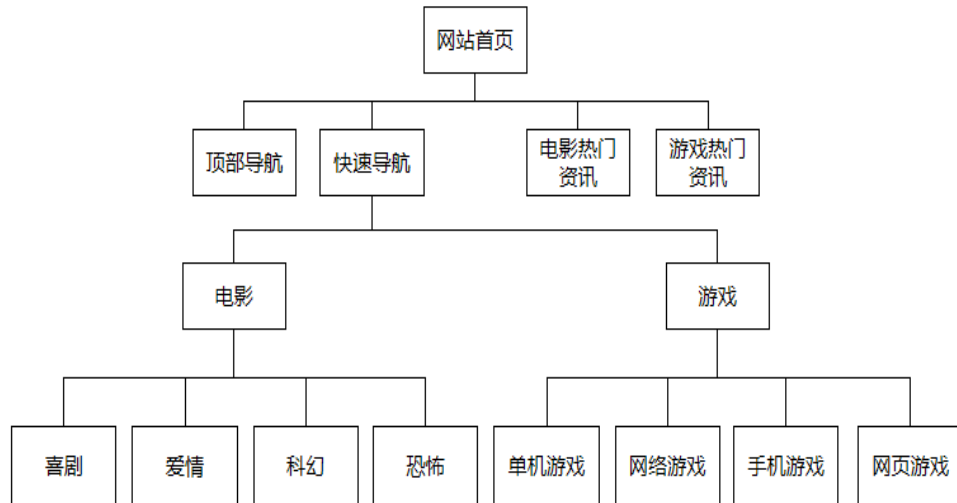 网站首页
顶部导航
快速导航
电影热门
资讯
游戏热门
资讯
电影
游戏
喜剧
爱情
科幻
恐怖
单机游戏
网络游戏
手机游戏
网页游戏